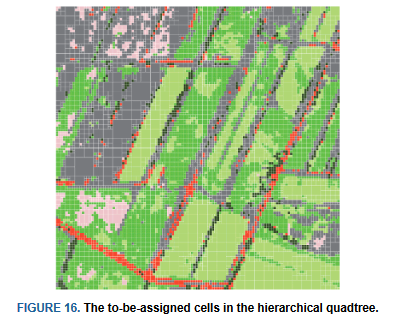 FIGURE 16. The to-be-assigned cells in the hierarchical quadtree.